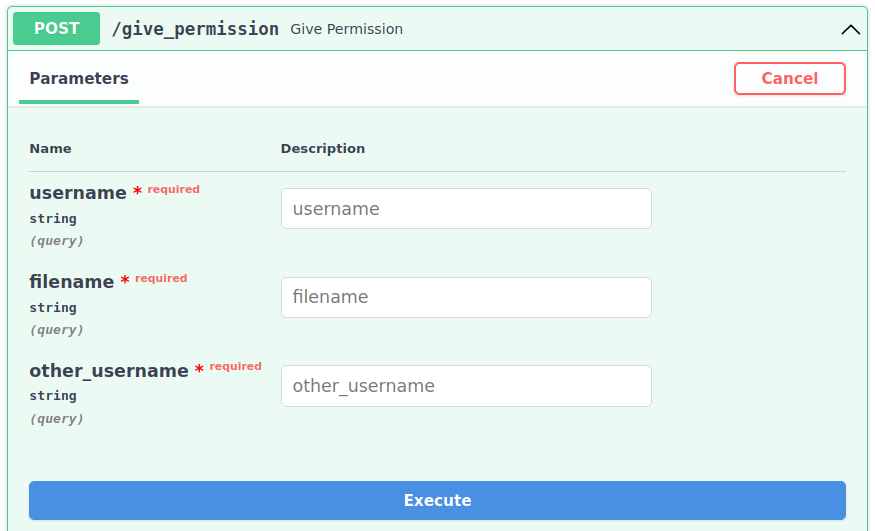 POST /give_permission Give Permission
Parameters
Cancel
Name Description
username * required
string
(query)
username
filename * required
string
(query)
filename
other_username * required
string
(query)
other_username
Execute